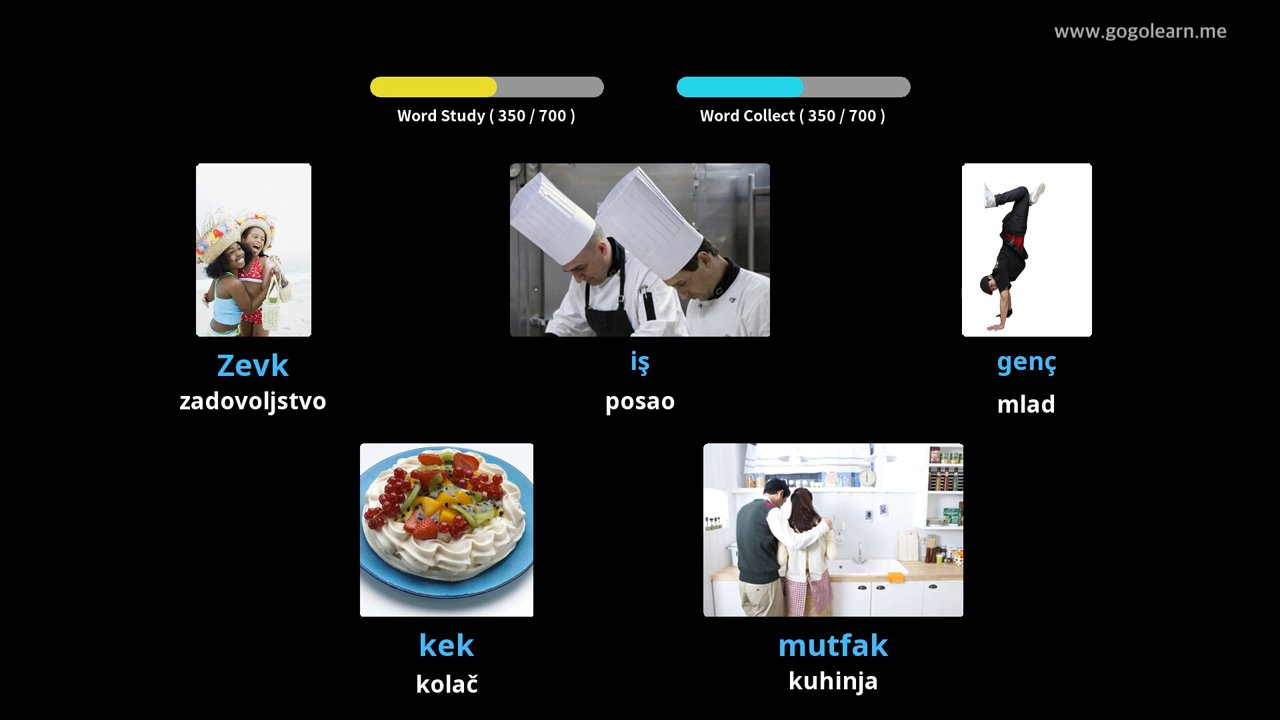 www.gogolearn.me
Word Study ( 350 / 700 )
Word Collect ( 350 / 700 )
Zevk
zadovoljstvo
iş
posao
genç
mlad
kek
kolač
mutfak
kuhinja